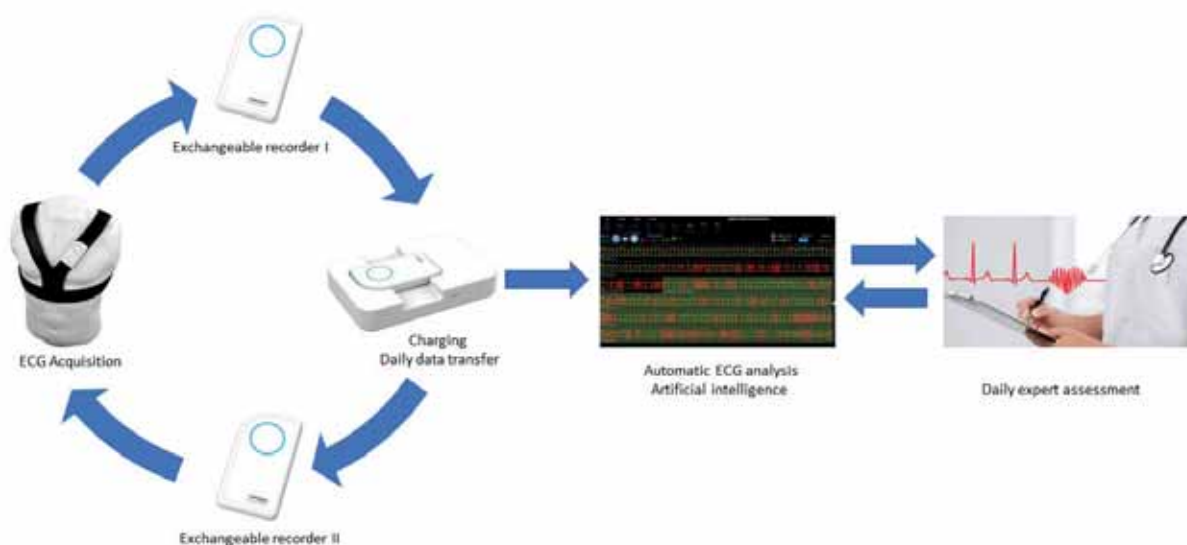 Exchangeable recorder I
ECG Acquisition
Charging
Daily data transfer
Automatic ECG analysis
Artificial intelligence
Daily expert assessment
Exchangeable recorder II